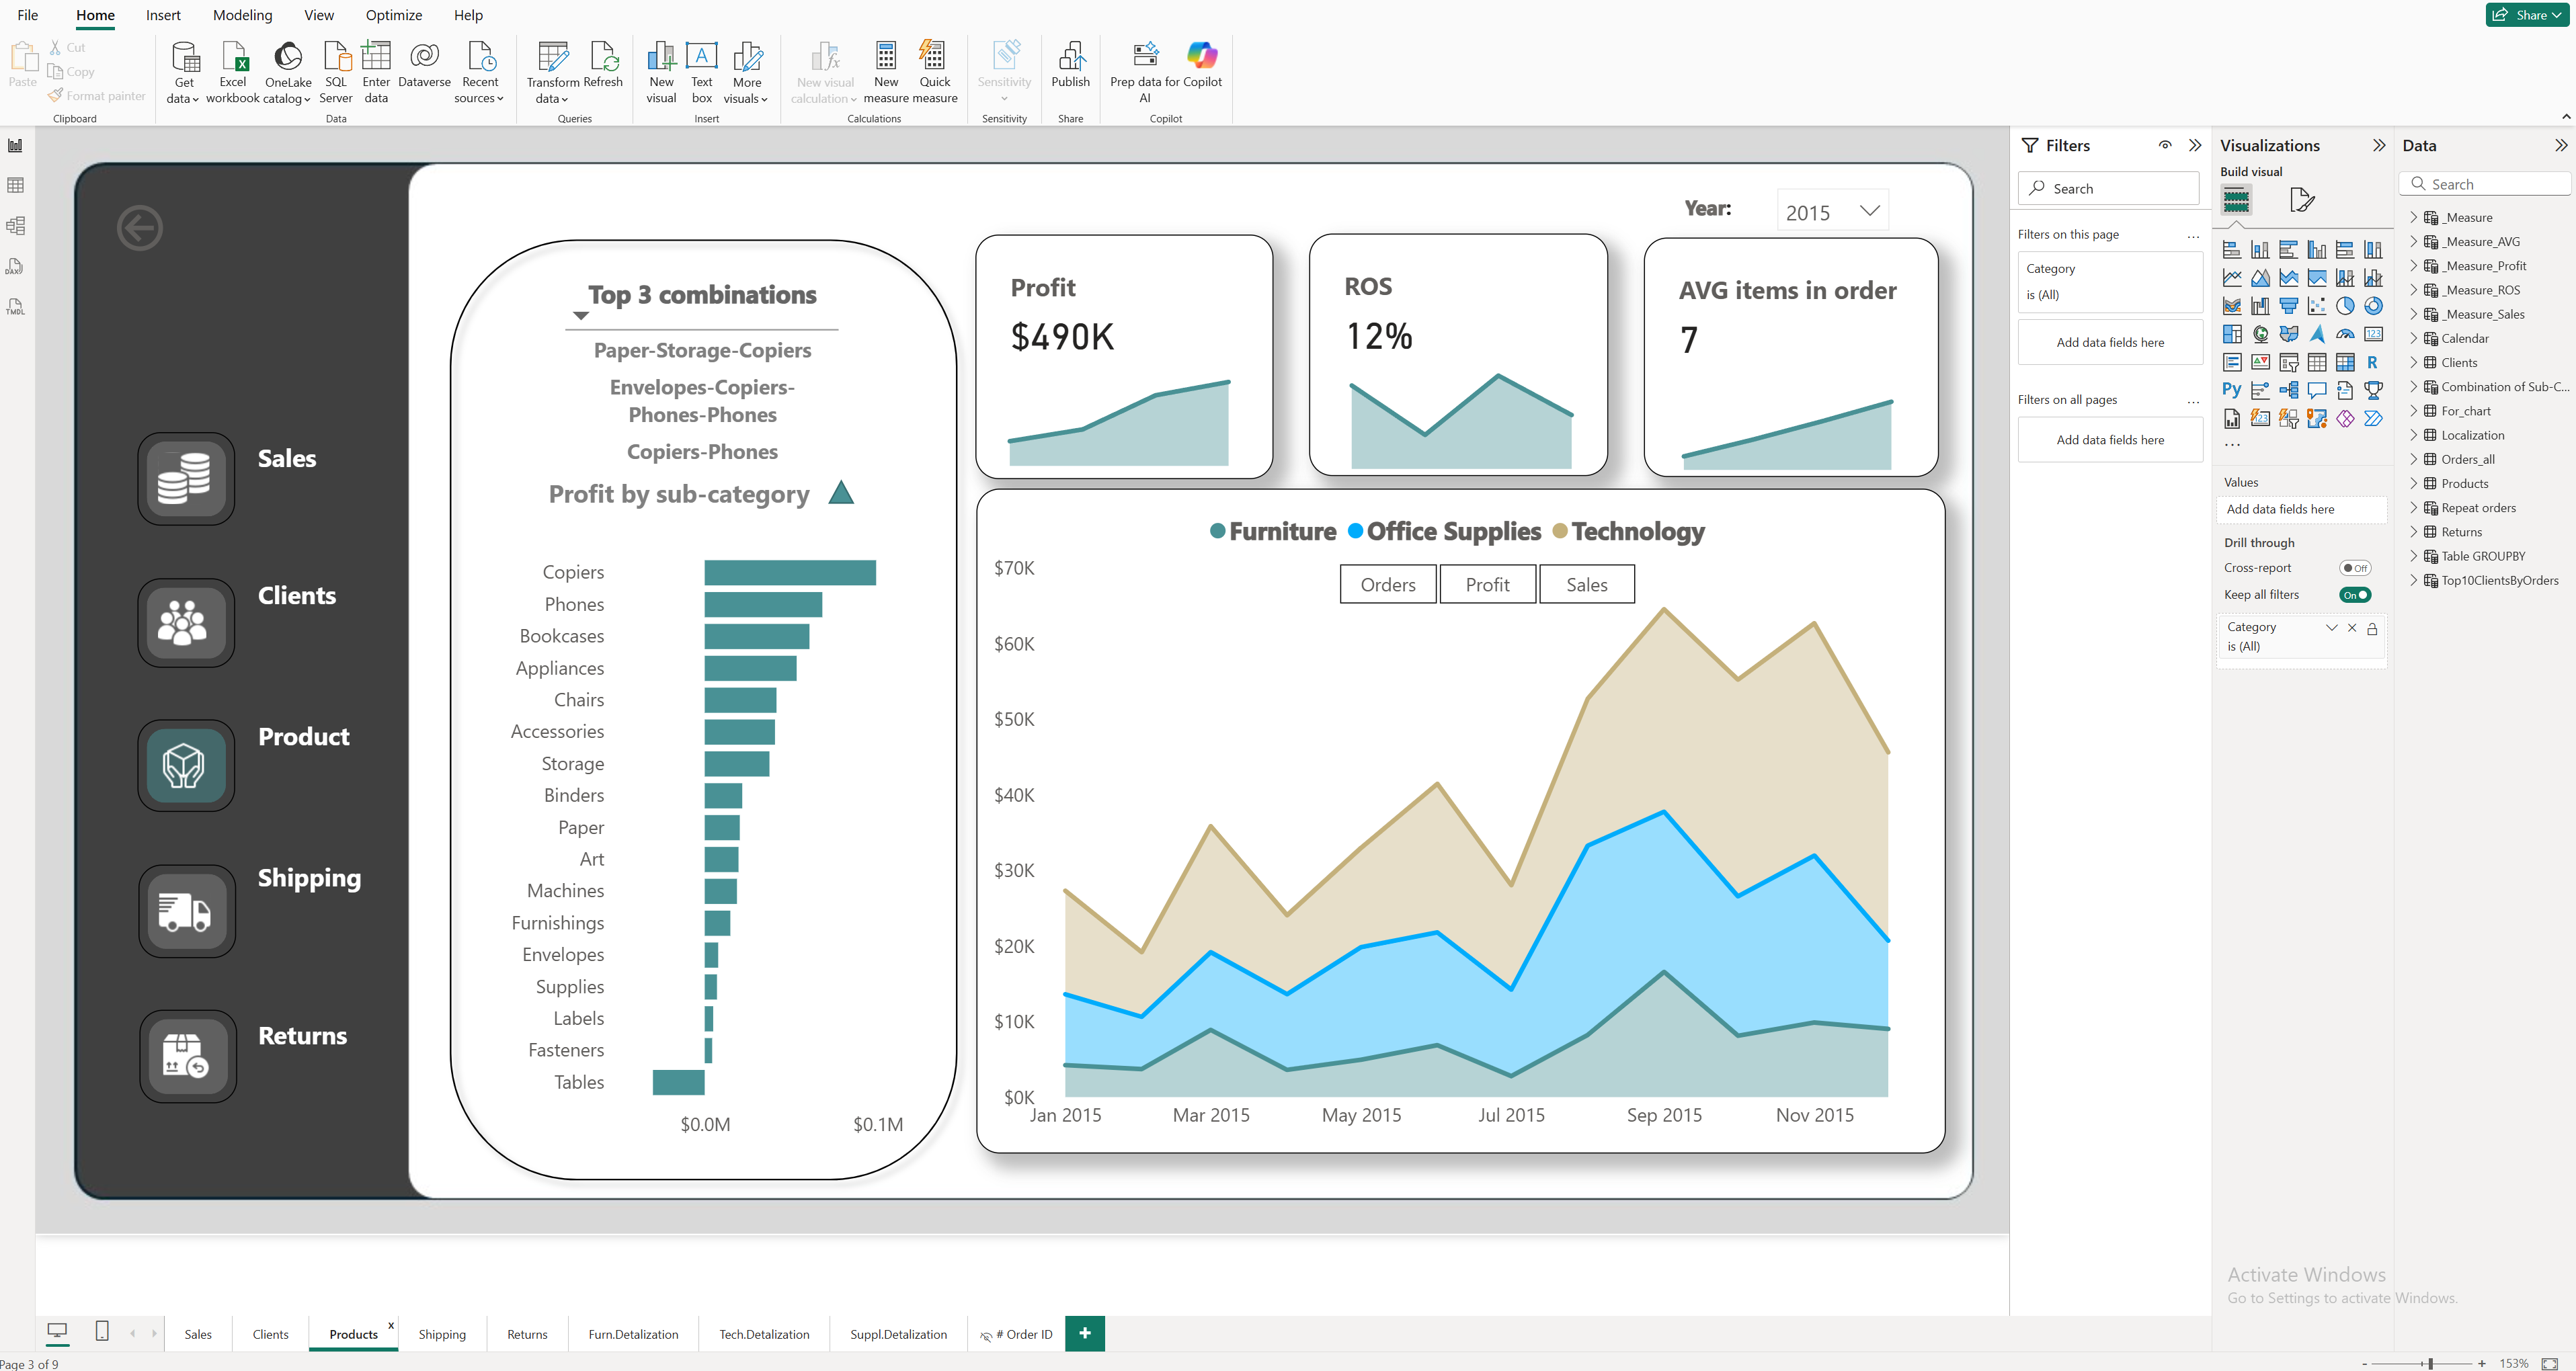 File Home Insert Modeling View Optimize Help
Share
Paste
Cut
Copy
Format painter
Clipboard
Get
data
Excel
workbook
OneLake
catalog
SQL
Server
Enter
data
Dataverse
Recent
sources
Data
Transform
data
Refresh
Queries
New
visual
Text
box
More
visuals
Insert
New visual
calculation
New
measure
Quick
measure
Calculations
Sensitivity
Sensitivity
Publish
Share
Prep data for
AI
Copilot
Copilot
DAX
TMDL
Sales
Clients
Product
Shipping
Returns
Top 3 combinations
Paper-Storage-Copiers
Envelopes-Copiers-
Phones-Phones
Copiers-Phones
Profit by sub-category
Copiers
Phones
Bookcases
Appliances
Chairs
Accessories
Storage
Binders
Paper
Art
Machines
Furnishings
Envelopes
Supplies
Labels
Fasteners
Tables
$0.0M $0.1M
Year: 2015
Profit
$490K
ROS
12%
AVG items in order
7
Furniture Office Supplies Technology
Orders Profit Sales
$70K
$60K
$50K
$40K
$30K
$20K
$10K
$0K
Jan 2015 Mar 2015 May 2015 Jul 2015 Sep 2015 Nov 2015
Filters
Search
Filters on this page ...
Category
is (All)
Add data fields here
Filters on all pages ...
Add data fields here
Visualizations
Build visual
123
R
Py
123
...
Values
Add data fields here
Drill through
Cross-report Off
Keep all filters On
Category
is (All)
Data
Search
_Measure
_Measure_AVG
_Measure_Profit
_Measure_ROS
_Measure_Sales
Calendar
Clients
Combination of Sub-C...
For_chart
Localization
Orders_all
Products
Repeat orders
Returns
Table GROUPBY
Top10ClientsByOrders
Activate Windows
Go to Settings to activate Windows.
Sales Clients Products x Shipping Returns Furn.Detalization Tech.Detalization Suppl.Detalization # Order ID +
Page 3 of 9
- + 153%